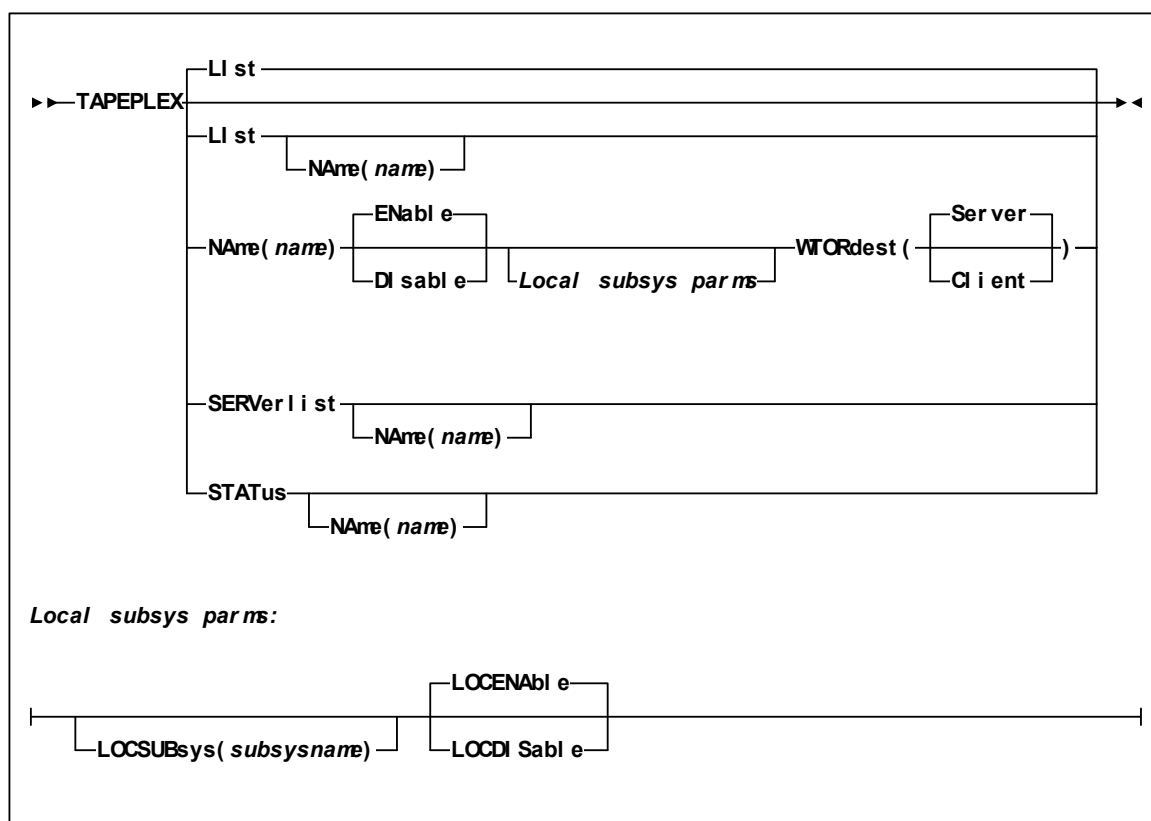 LIst
TAPEPLEX
LIst
NAme(name)
ENable Server
NAme(name) WTORdest( )
DIsable Local subsys parms Client
SERVerlist
NAme(name)
STATus
NAme(name)
Local subsys parms:
LOCENAble
LOCSUBsys(subsysname) LOCDISable